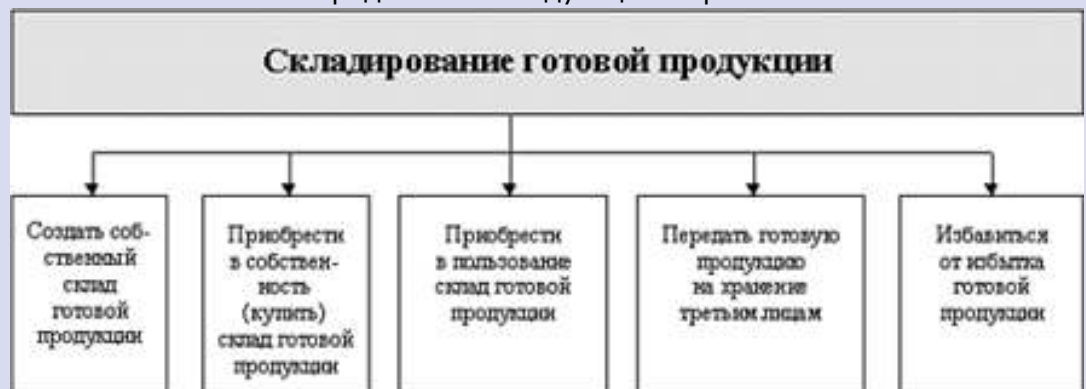 Складирование готовой продукции
Создать соб-
ственный
склад
готовой
продукции
Приобрести
в собствен-
ность
(купить)
склад готовой
продукции
Приобрести
в пользование
склад готовой
продукции
Передать готовую
продукцию
на хранение
третьим лицам
Избавиться
от избытка
готовой
продукции